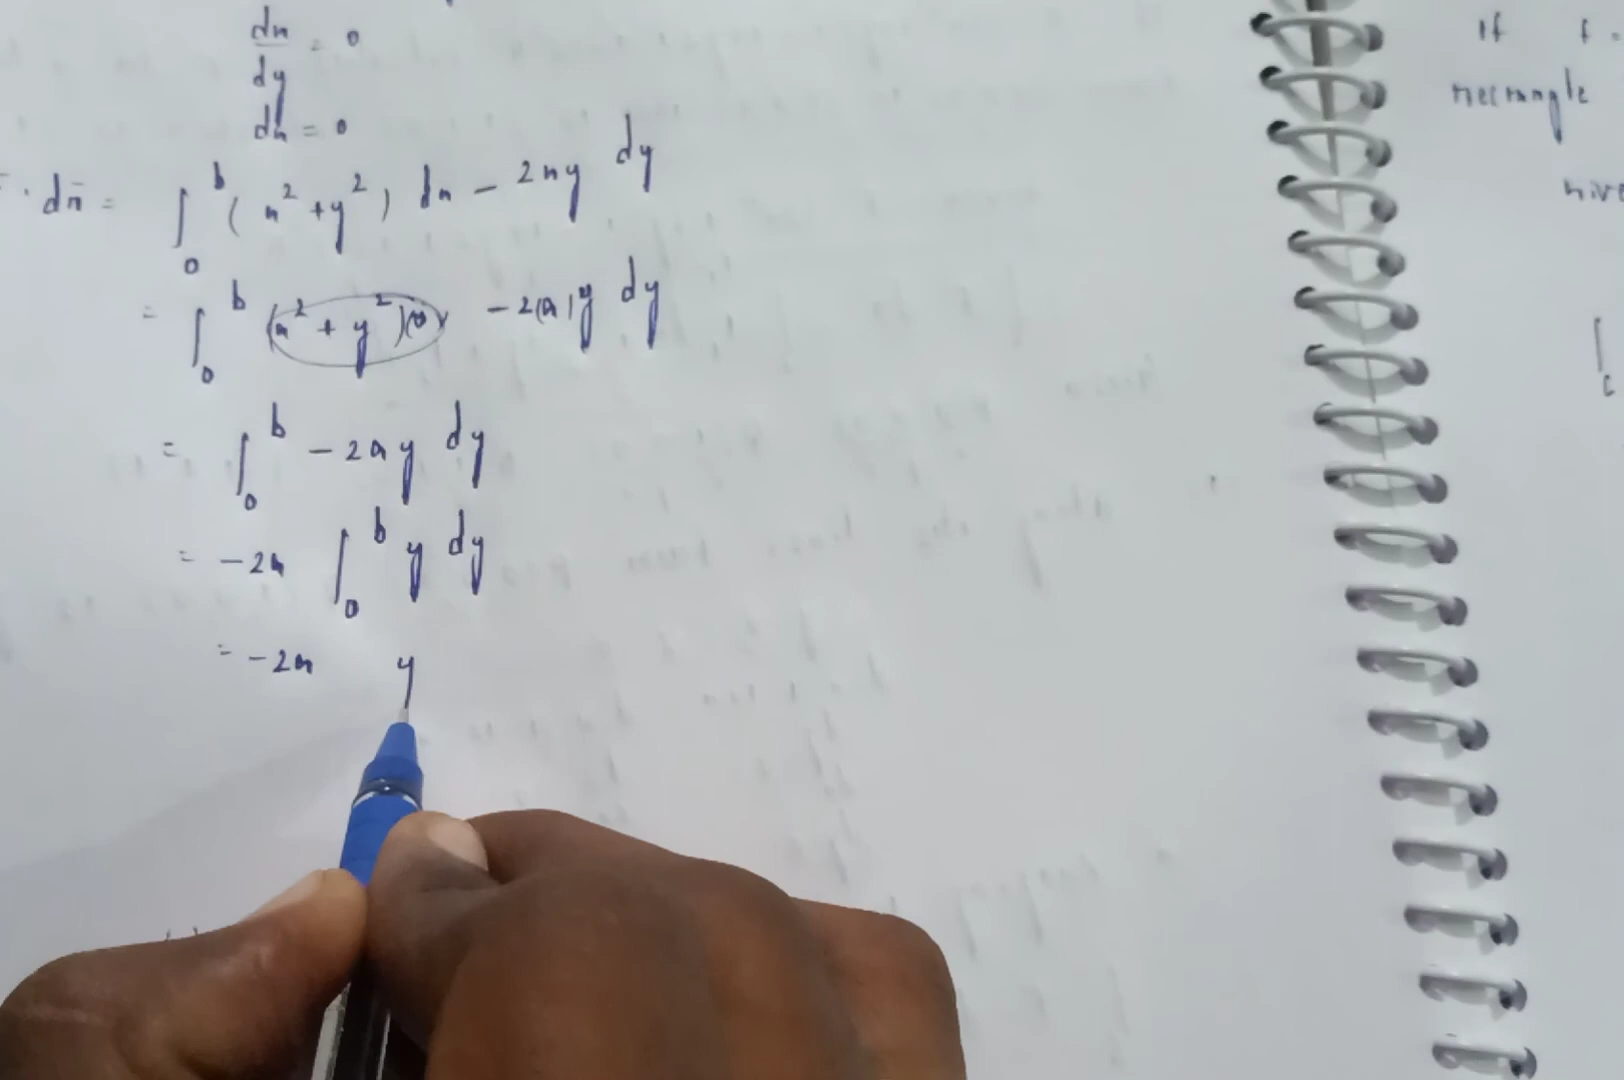 dx/dy = 0
dx = 0
. dr̄ = ∫₀ᵇ (x² + y²) dx − 2xy dy
= ∫₀ᵇ (x² + y²)(0) − 2(a)y dy
= ∫₀ᵇ − 2ay dy
= −2a ∫₀ᵇ y dy
= −2a y
If f.
rectangle
∫c